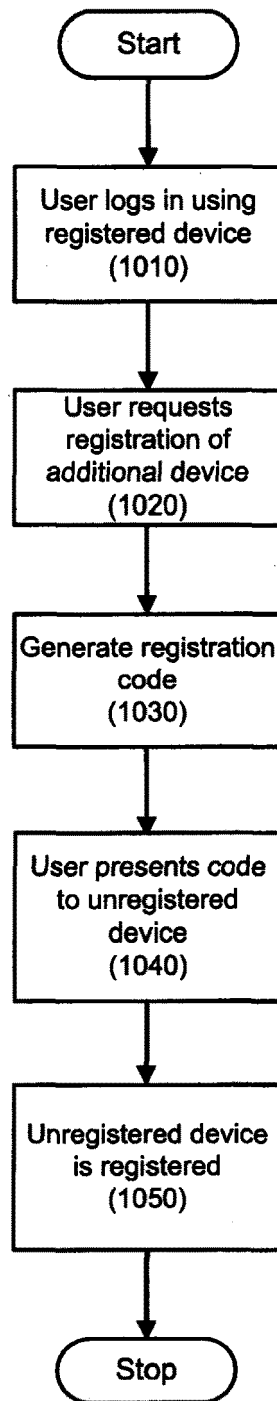 Start
User logs in using
registered device
(1010)
User requests
registration of
additional device
(1020)
Generate registration
code
(1030)
User presents code
to unregistered
device
(1040)
Unregistered device
is registered
(1050)
Stop